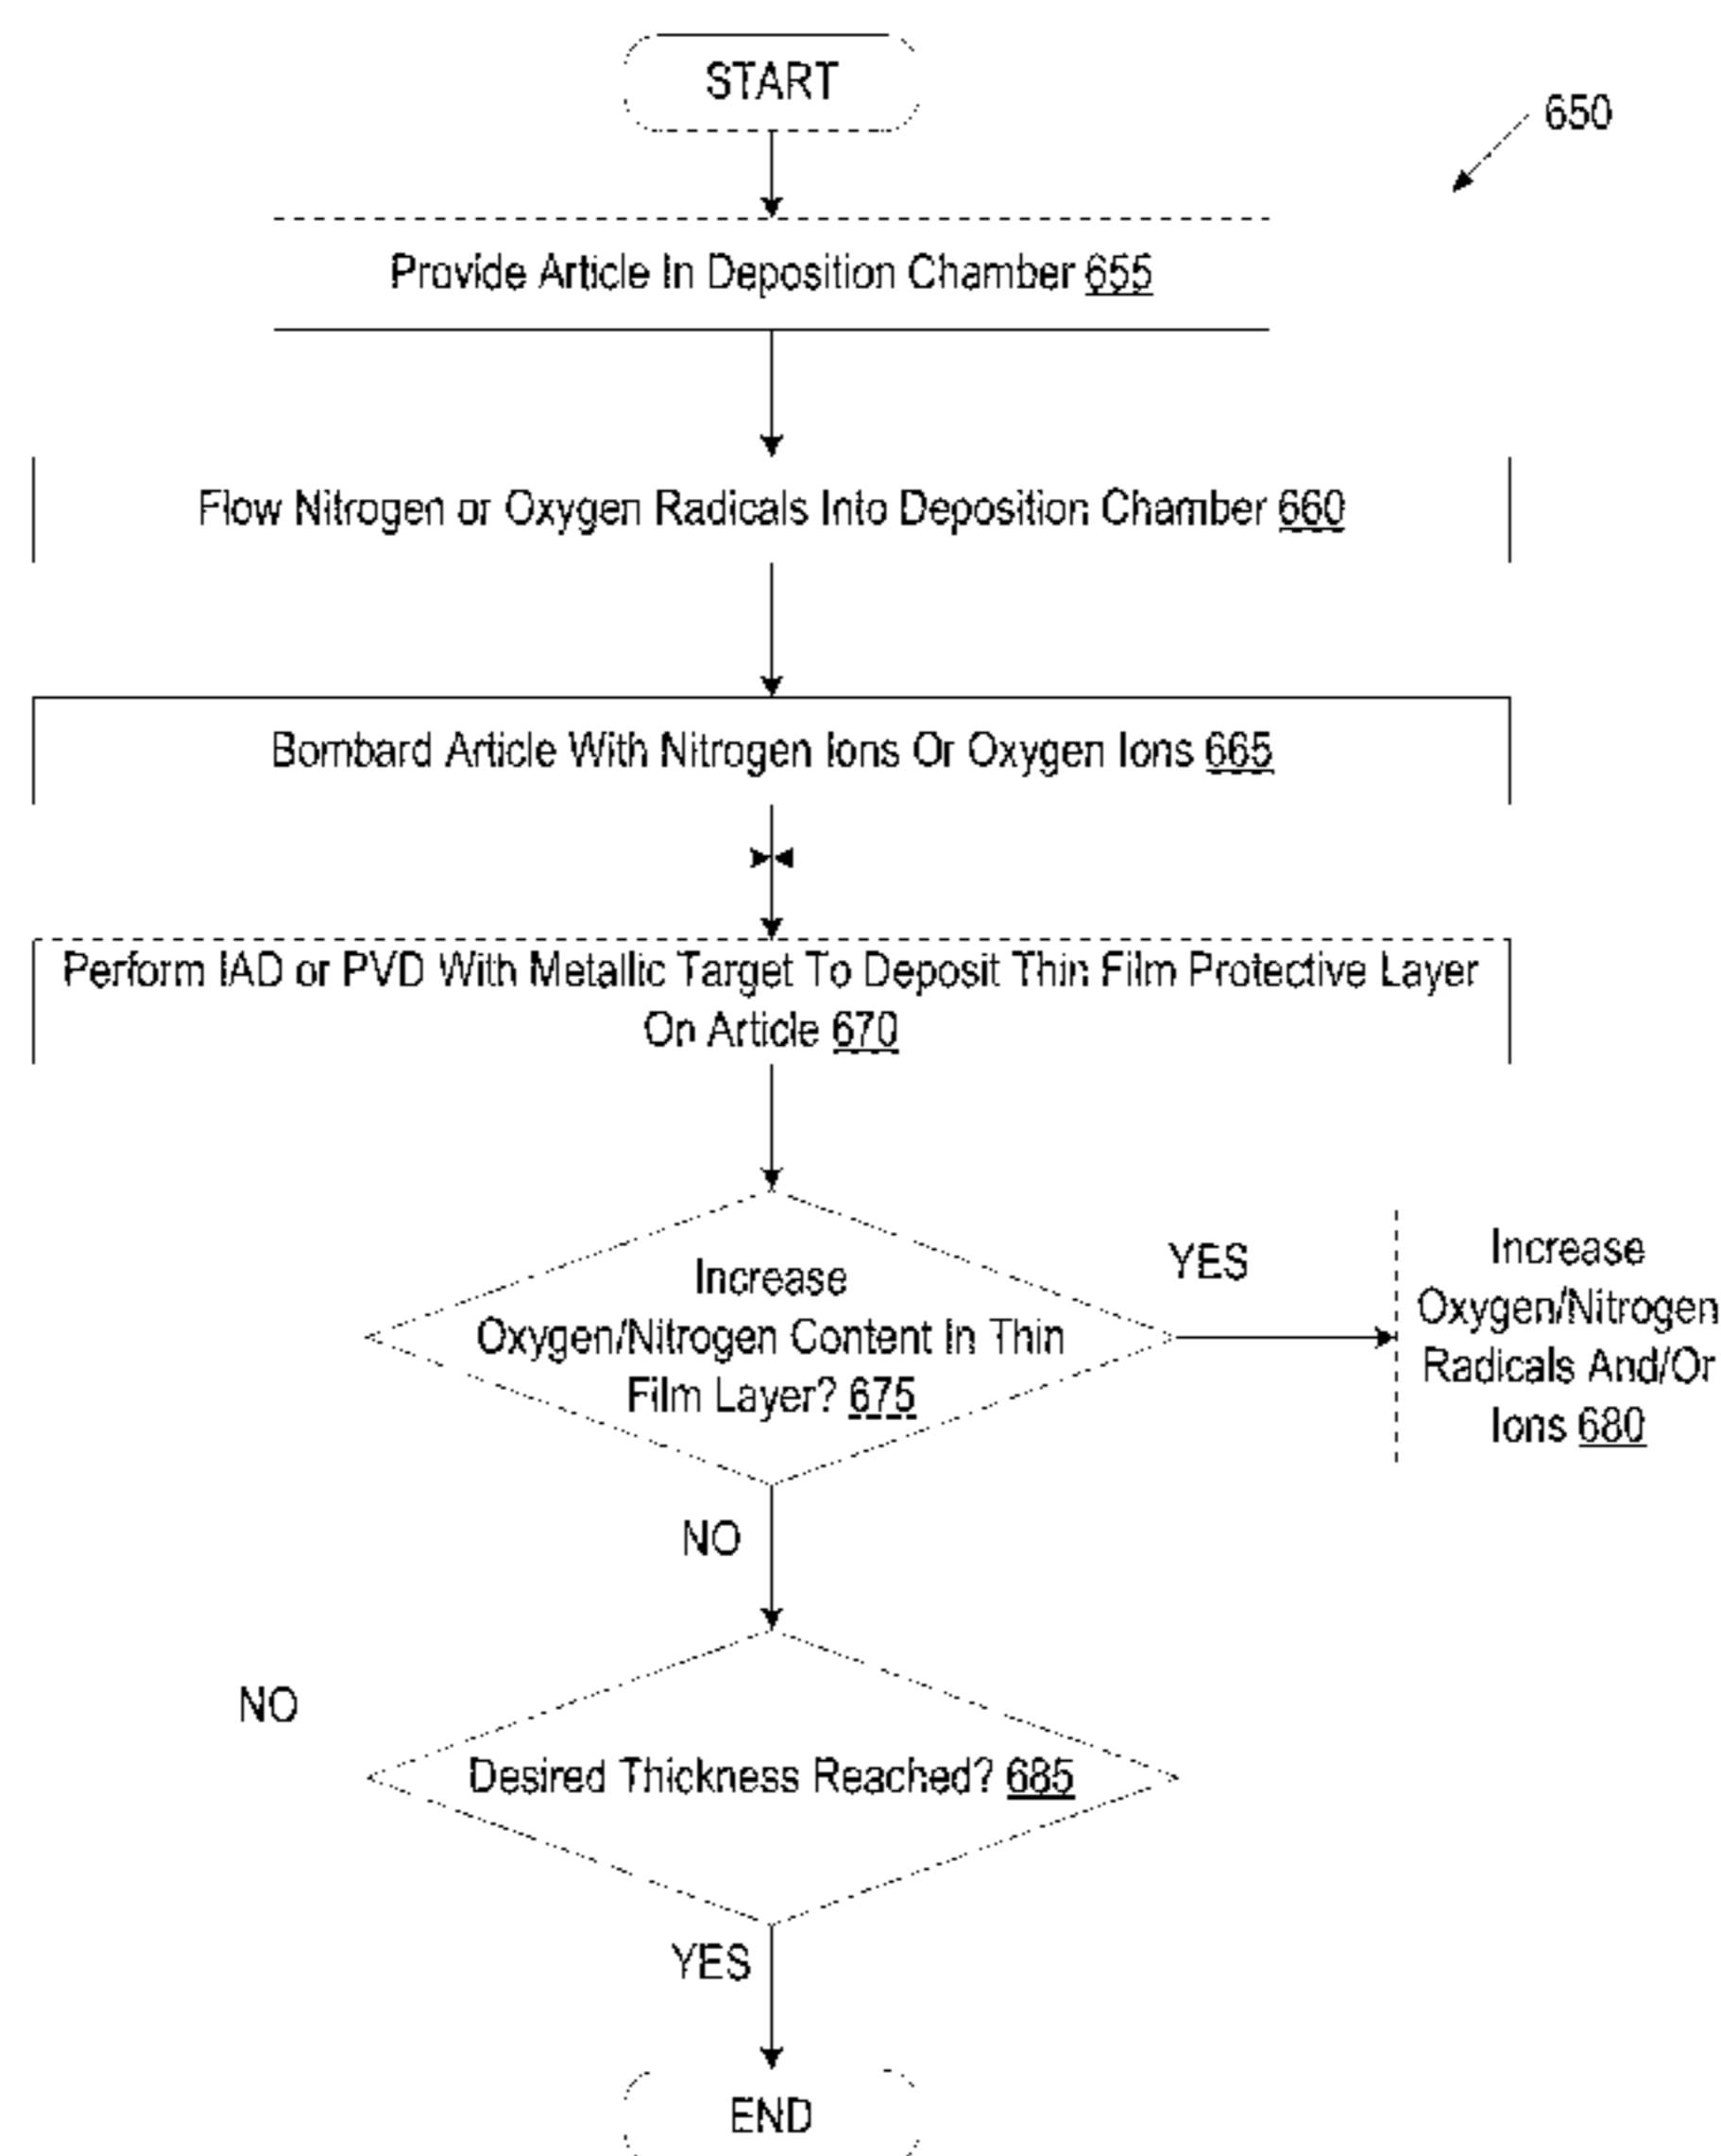 START
650
Provide Article In Deposition Chamber 655
Flow Nitrogen or Oxygen Radicals Into Deposition Chamber 660
Bombard Article With Nitrogen Ions Or Oxygen Ions 665
Perform IAD or PVD With Metallic Target To Deposit Thin Film Protective Layer
On Article 670
Increase
Oxygen/Nitrogen Content In Thin
Film Layer? 675
YES
Increase
Oxygen/Nitrogen
Radicals And/Or
Ions 680
NO
NO
Desired Thickness Reached? 685
YES
END